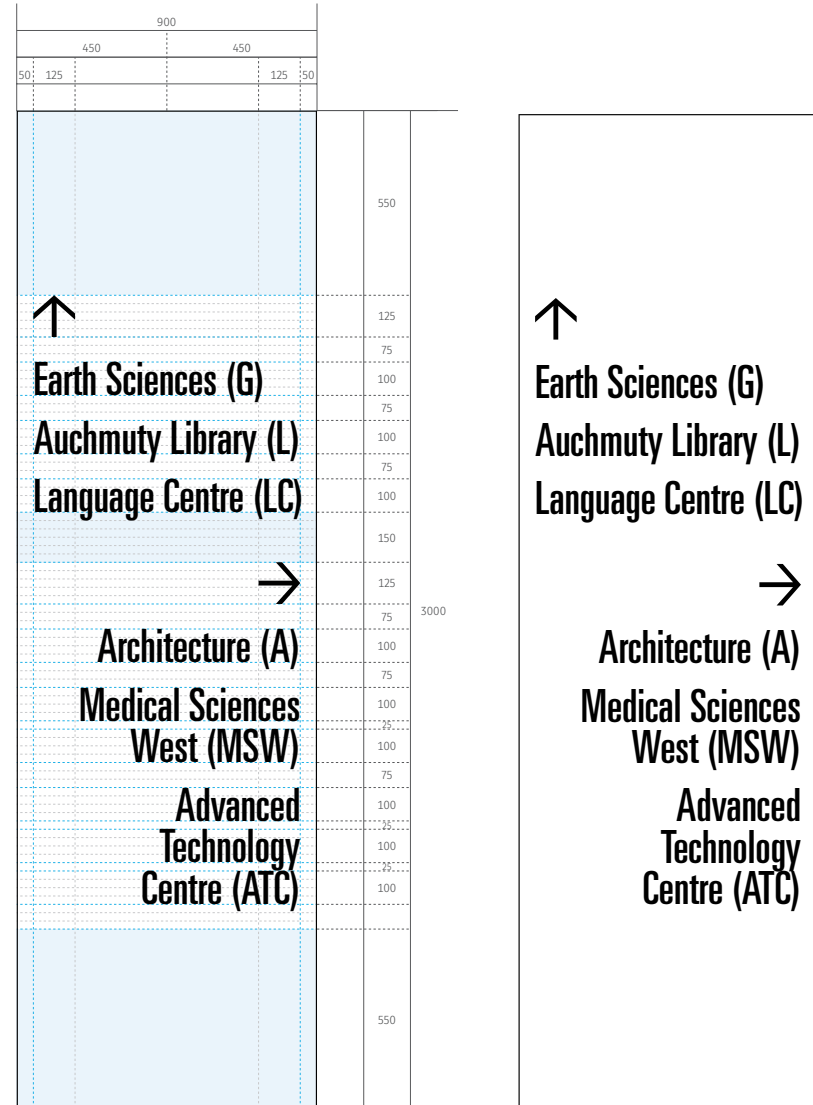 900
450 450
50 125 125 50
550
↑
125
75
Earth Sciences (G)
100
75
Auchmuty Library (L)
100
75
Language Centre (LC)
100
150
→
125
75
3000
Architecture (A)
100
75
Medical Sciences
100
25
West (MSW)
100
75
Advanced
100
25
Technology
100
25
Centre (ATC)
100
550
↑
Earth Sciences (G)
Auchmuty Library (L)
Language Centre (LC)
→
Architecture (A)
Medical Sciences
West (MSW)
Advanced
Technology
Centre (ATC)